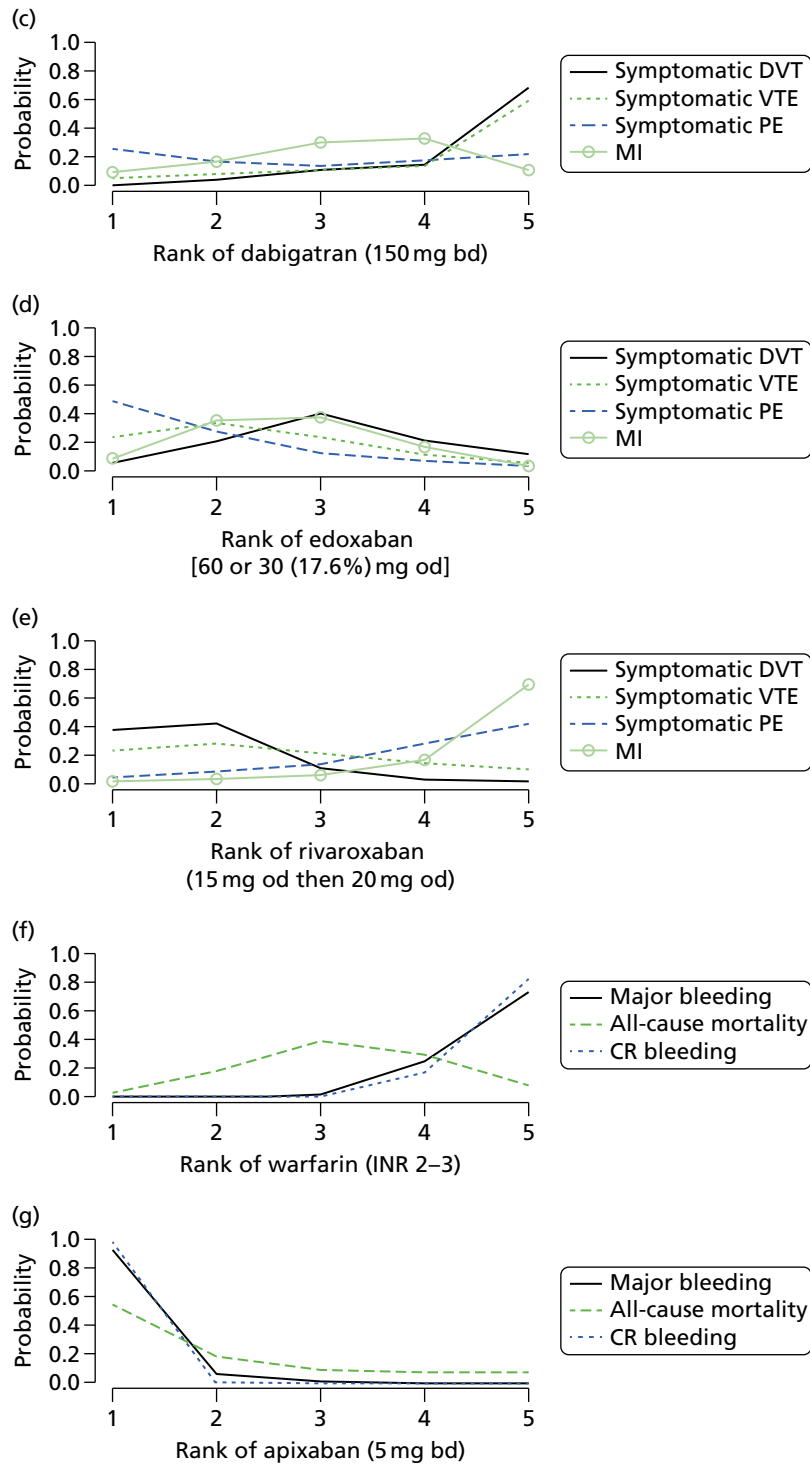 (c)
1.0
0.8
0.6
0.4
0.2
0.0
Probability
1 2 3 4 5
Rank of dabigatran (150 mg bd)
Symptomatic DVT
Symptomatic VTE
Symptomatic PE
MI
(d)
1.0
0.8
0.6
0.4
0.2
0.0
Probability
1 2 3 4 5
Rank of edoxaban
[60 or 30 (17.6%) mg od]
Symptomatic DVT
Symptomatic VTE
Symptomatic PE
MI
(e)
1.0
0.8
0.6
0.4
0.2
0.0
Probability
1 2 3 4 5
Rank of rivaroxaban
(15 mg od then 20 mg od)
Symptomatic DVT
Symptomatic VTE
Symptomatic PE
MI
(f)
1.0
0.8
0.6
0.4
0.2
0.0
Probability
1 2 3 4 5
Rank of warfarin (INR 2–3)
Major bleeding
All-cause mortality
CR bleeding
(g)
1.0
0.8
0.6
0.4
0.2
0.0
Probability
1 2 3 4 5
Rank of apixaban (5 mg bd)
Major bleeding
All-cause mortality
CR bleeding